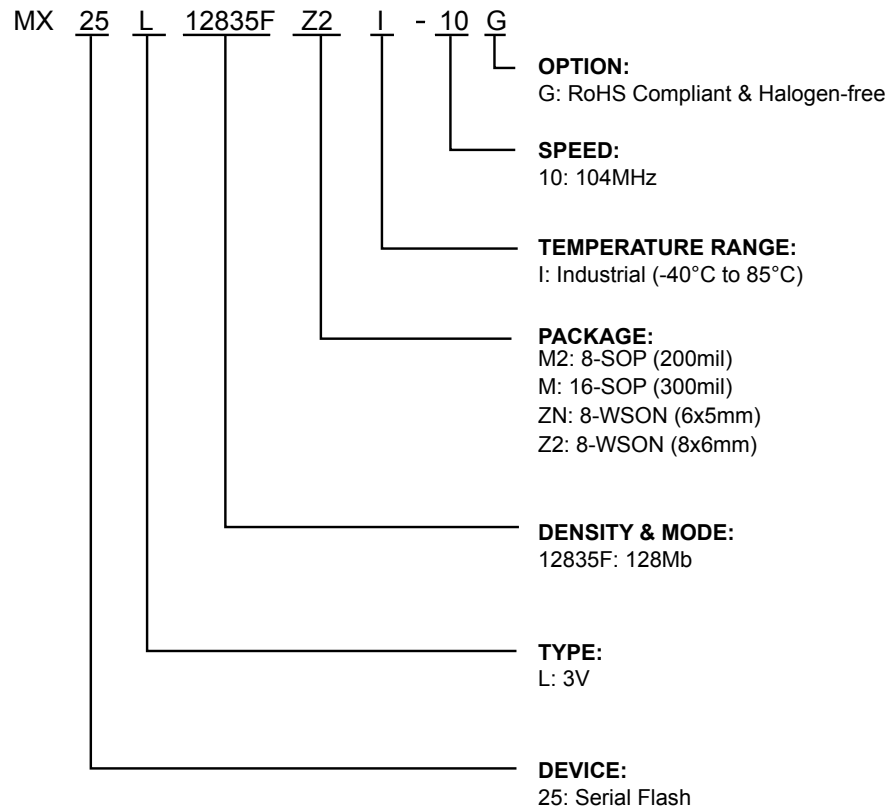 MX 25 L 12835F Z2 I - 10 G
OPTION:
G: RoHS Compliant & Halogen-free
SPEED:
10: 104MHz
TEMPERATURE RANGE:
I: Industrial (-40°C to 85°C)
PACKAGE:
M2: 8-SOP (200mil)
M: 16-SOP (300mil)
ZN: 8-WSON (6x5mm)
Z2: 8-WSON (8x6mm)
DENSITY & MODE:
12835F: 128Mb
TYPE:
L: 3V
DEVICE:
25: Serial Flash